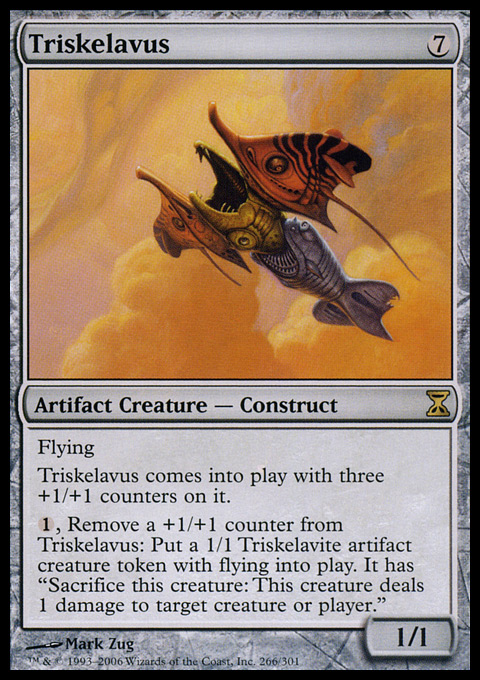 Triskelavus 7
Artifact Creature — Construct
Flying
Triskelavus comes into play with three
+1/+1 counters on it.
1, Remove a +1/+1 counter from
Triskelavus: Put a 1/1 Triskelavite artifact
creature token with flying into play. It has
“Sacrifice this creature: This creature deals
1 damage to target creature or player.”
Mark Zug
1/1
™ & © 1993–2006 Wizards of the Coast, Inc. 266/301